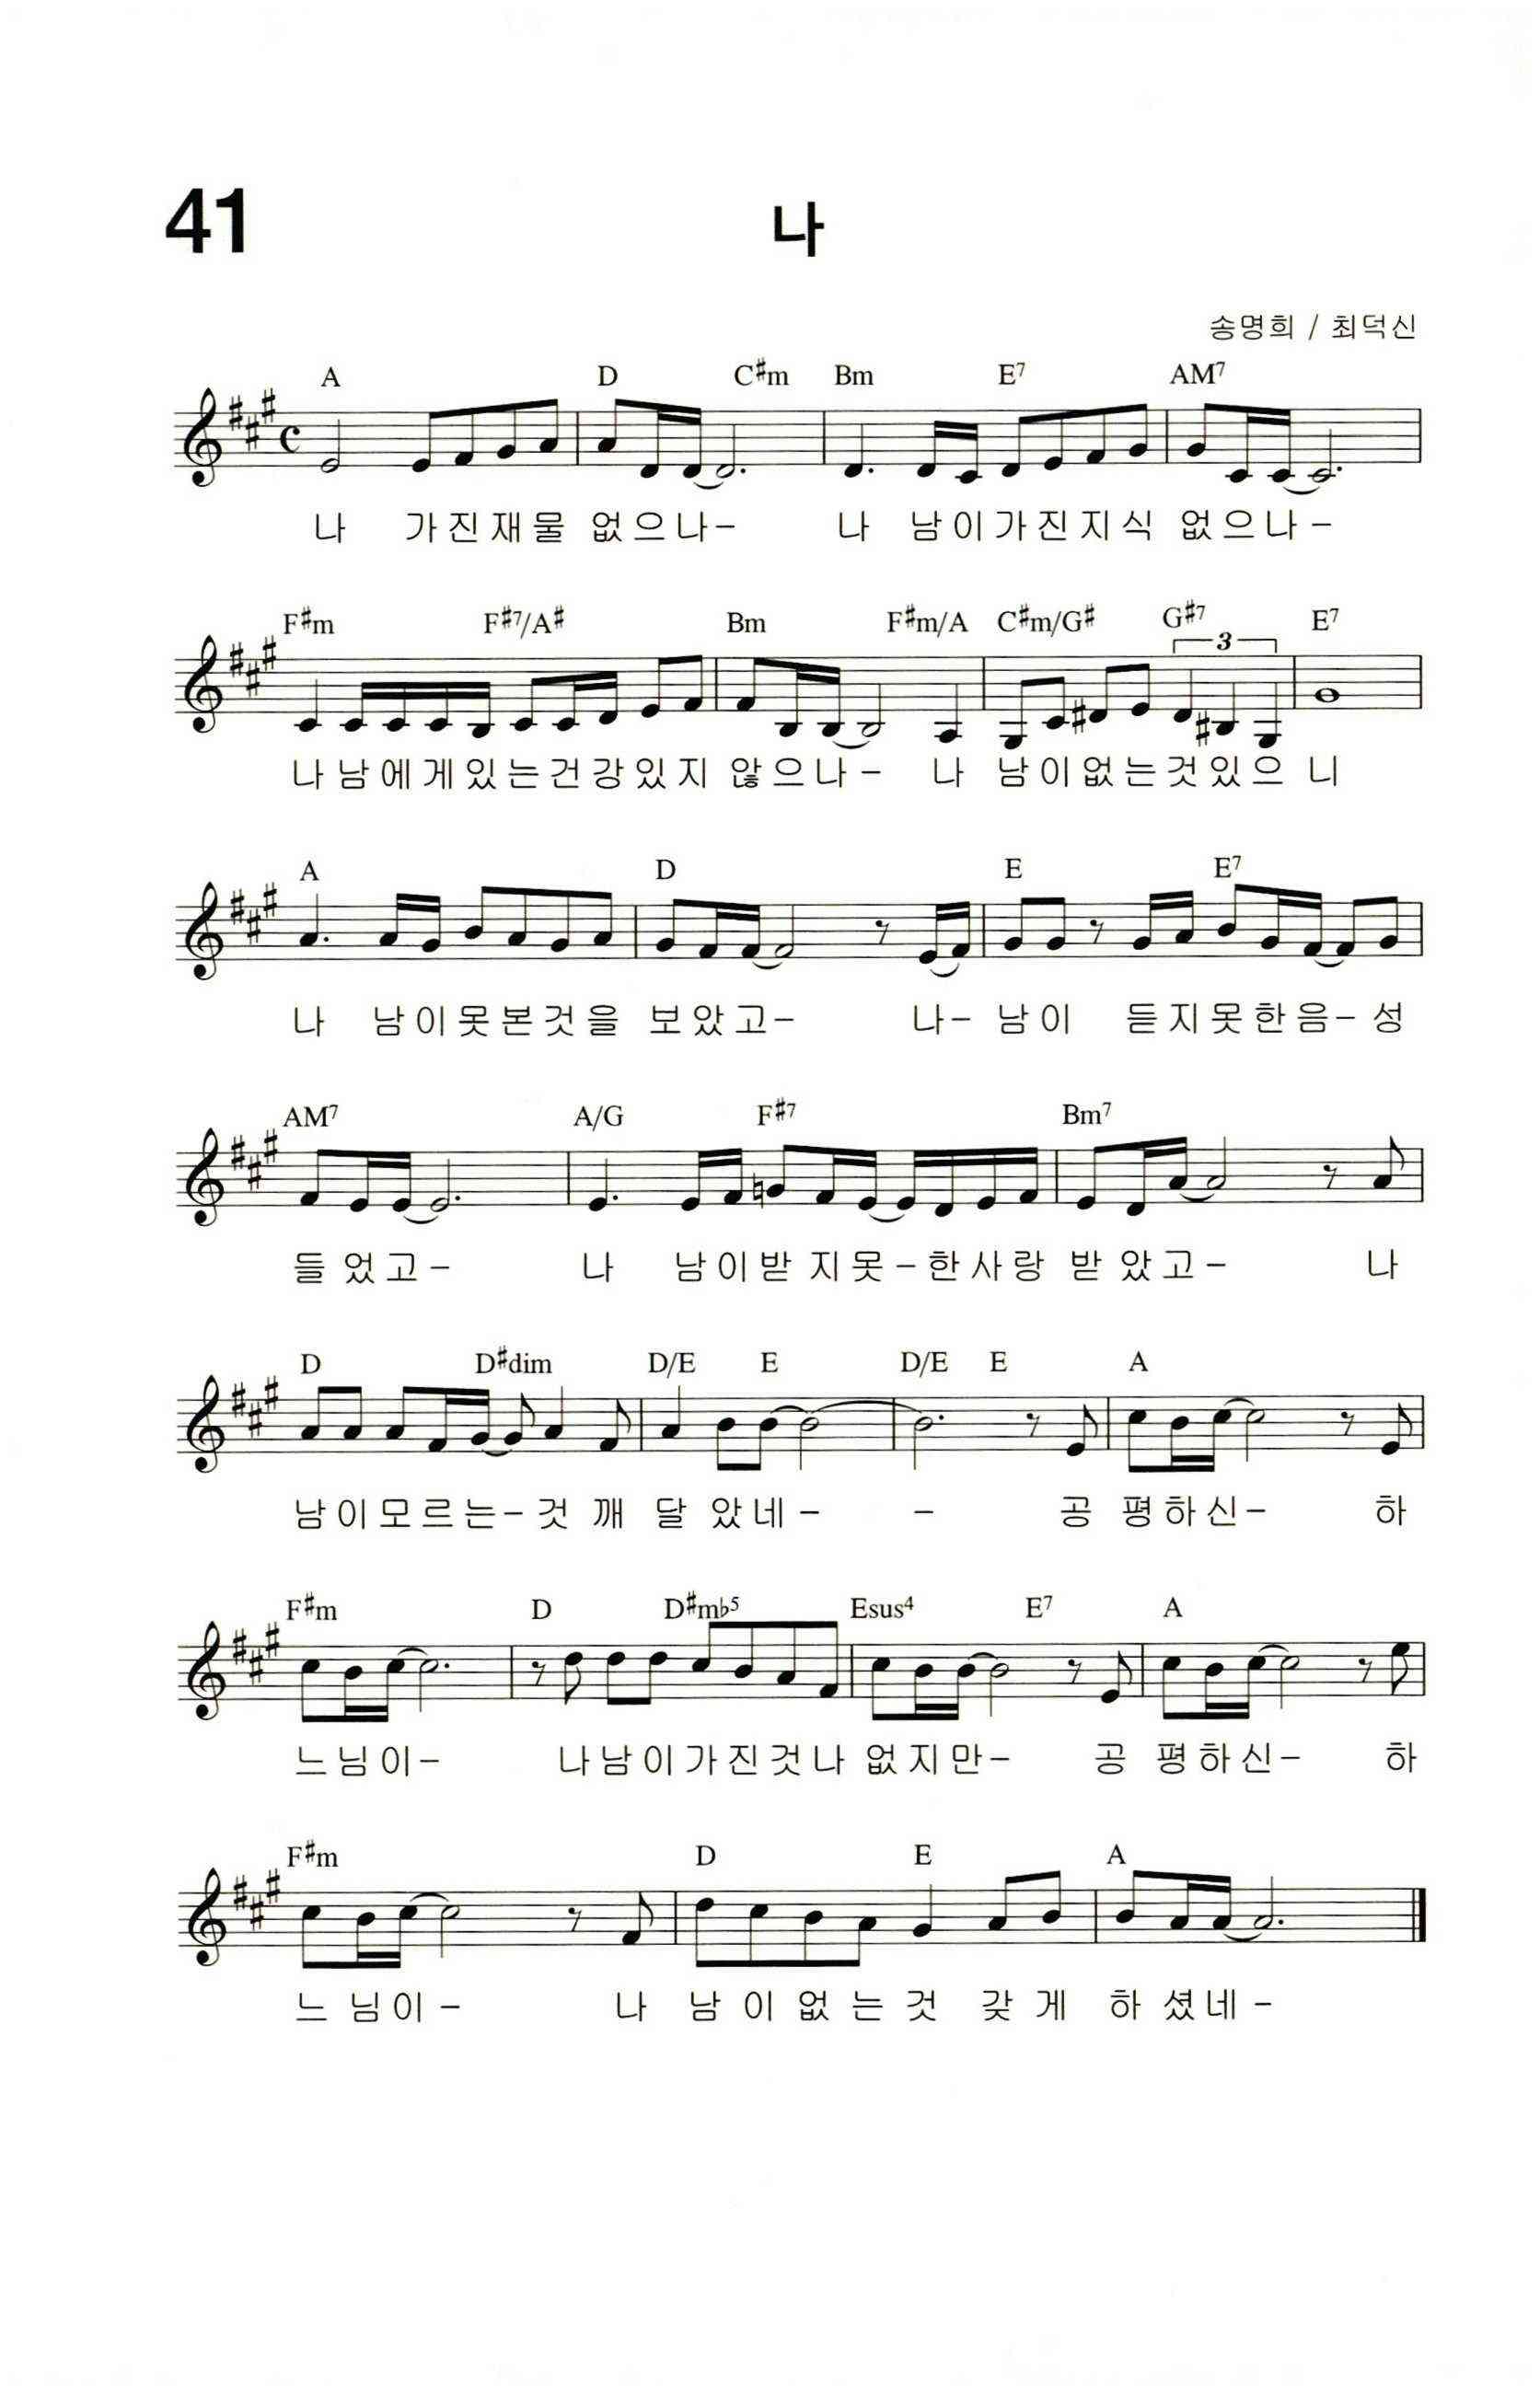 41
나
송명희 / 최덕신
A D C#m Bm E7 AM7
나 가진재물 없으나- 나 남이가진지식 없으나-
F#m F#7/A# Bm F#m/A C#m/G# G#7 E7
3
나남에게있는건강있지 않으나- 나 남이없는것있으 니
A D E E7
나 남이못본것을 보았고- 나- 남이 듣지못한음-성
AM7 A/G F#7 Bm7
들었고- 나 남이받지못-한사랑 받았고- 나
D D#dim D/E E D/E E A
남이모르는-것깨 달았네- - 공 평하신- 하
F#m D D#mb5 Esus4 E7 A
느님이- 나남이가진것나 없지만- 공 평하신- 하
F#m D E A
느님이- 나 남이없는것 갖게 하셨네-